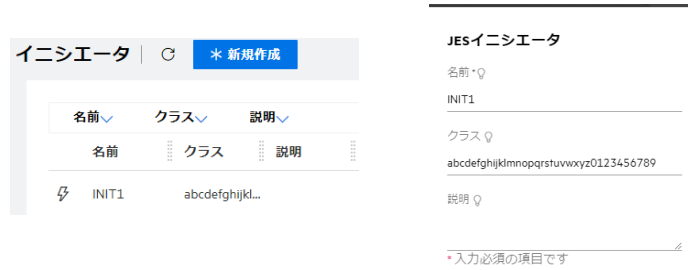 イニシエータ
新規作成
名前 クラス 説明
名前 クラス 説明
INIT1 abcdefghijkl...
JESイニシエータ
名前*
INIT1
クラス
abcdefghijklmnopqrstuvwxyz0123456789
説明
*入力必須の項目です